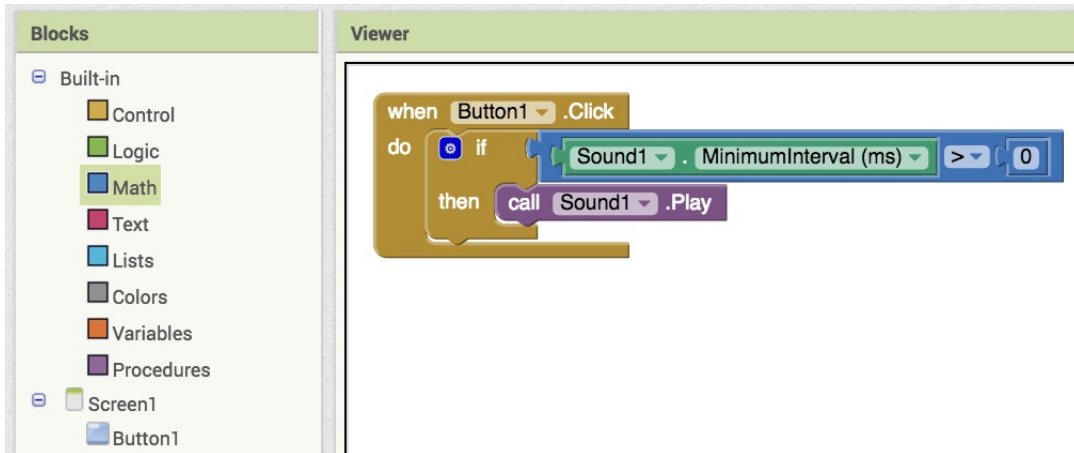 Blocks
Built-in
Control
Logic
Math
Text
Lists
Colors
Variables
Procedures
Screen1
Button1
Viewer
when Button1 .Click
do if Sound1 . MinimumInterval (ms) > 0
then call Sound1 .Play